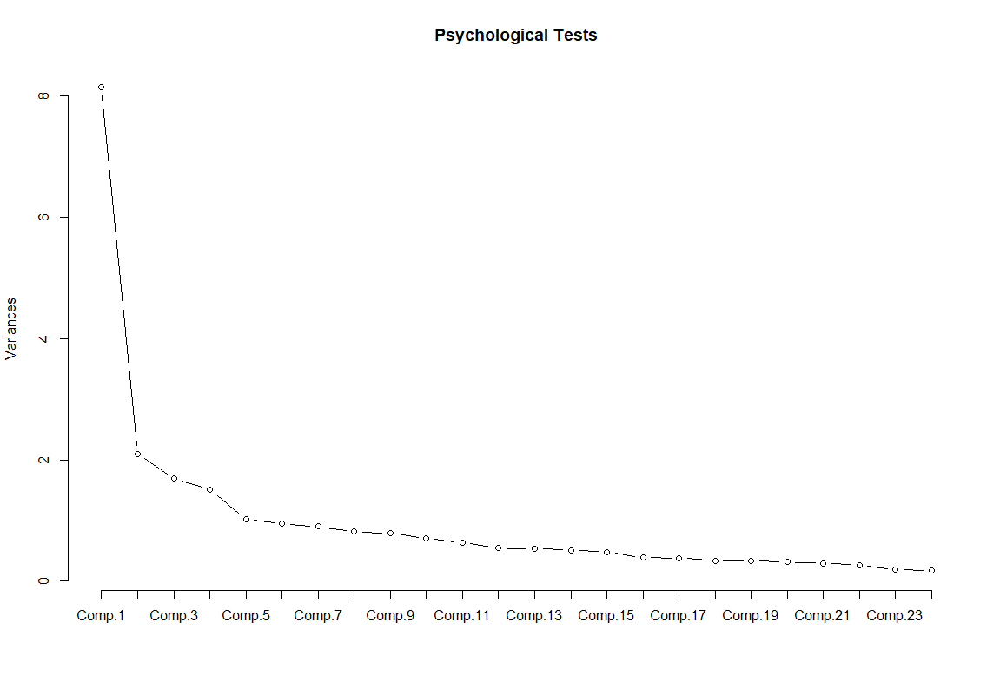 Psychological Tests
Variances
8
6
4
2
0
Comp.1 Comp.3 Comp.5 Comp.7 Comp.9 Comp.11 Comp.13 Comp.15 Comp.17 Comp.19 Comp.21 Comp.23